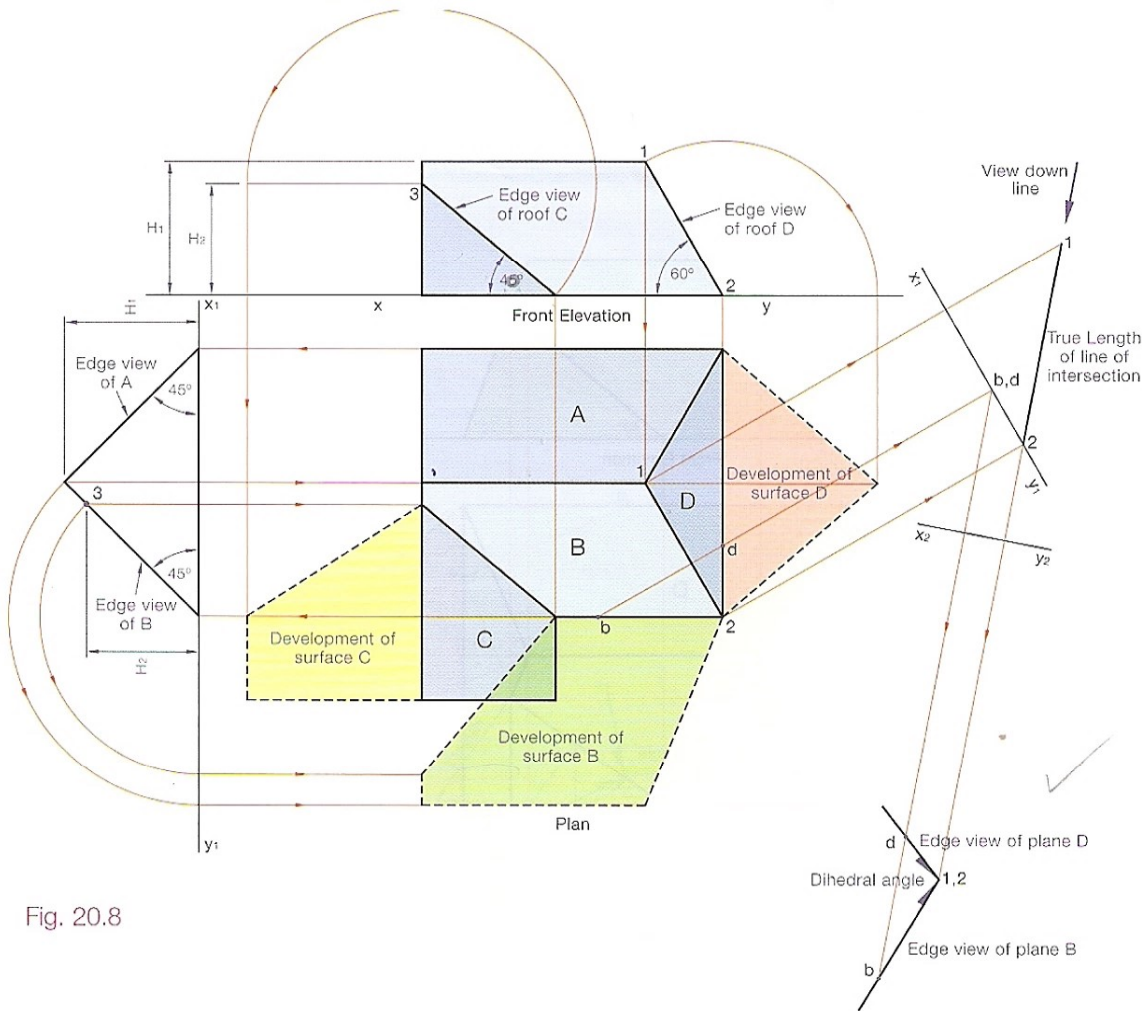 1
View down
line
3
Edge view
of roof C
Edge view
of roof D
H₁
H₂
60°
1
x₁
2
x₁
x
Front Elevation
y
H₁
True Length
of line of
intersection
Edge view
of A
45°
b,d
A
2
1
Development of
surface D
y₁
3
D
B
d
x₂
y₂
45°
Edge view
of B
b
2
Development of
surface C
C
H₂
Development of
surface B
Plan
y₁
d
Edge view of plane D
Dihedral angle
1,2
Fig. 20.8
Edge view of plane B
b